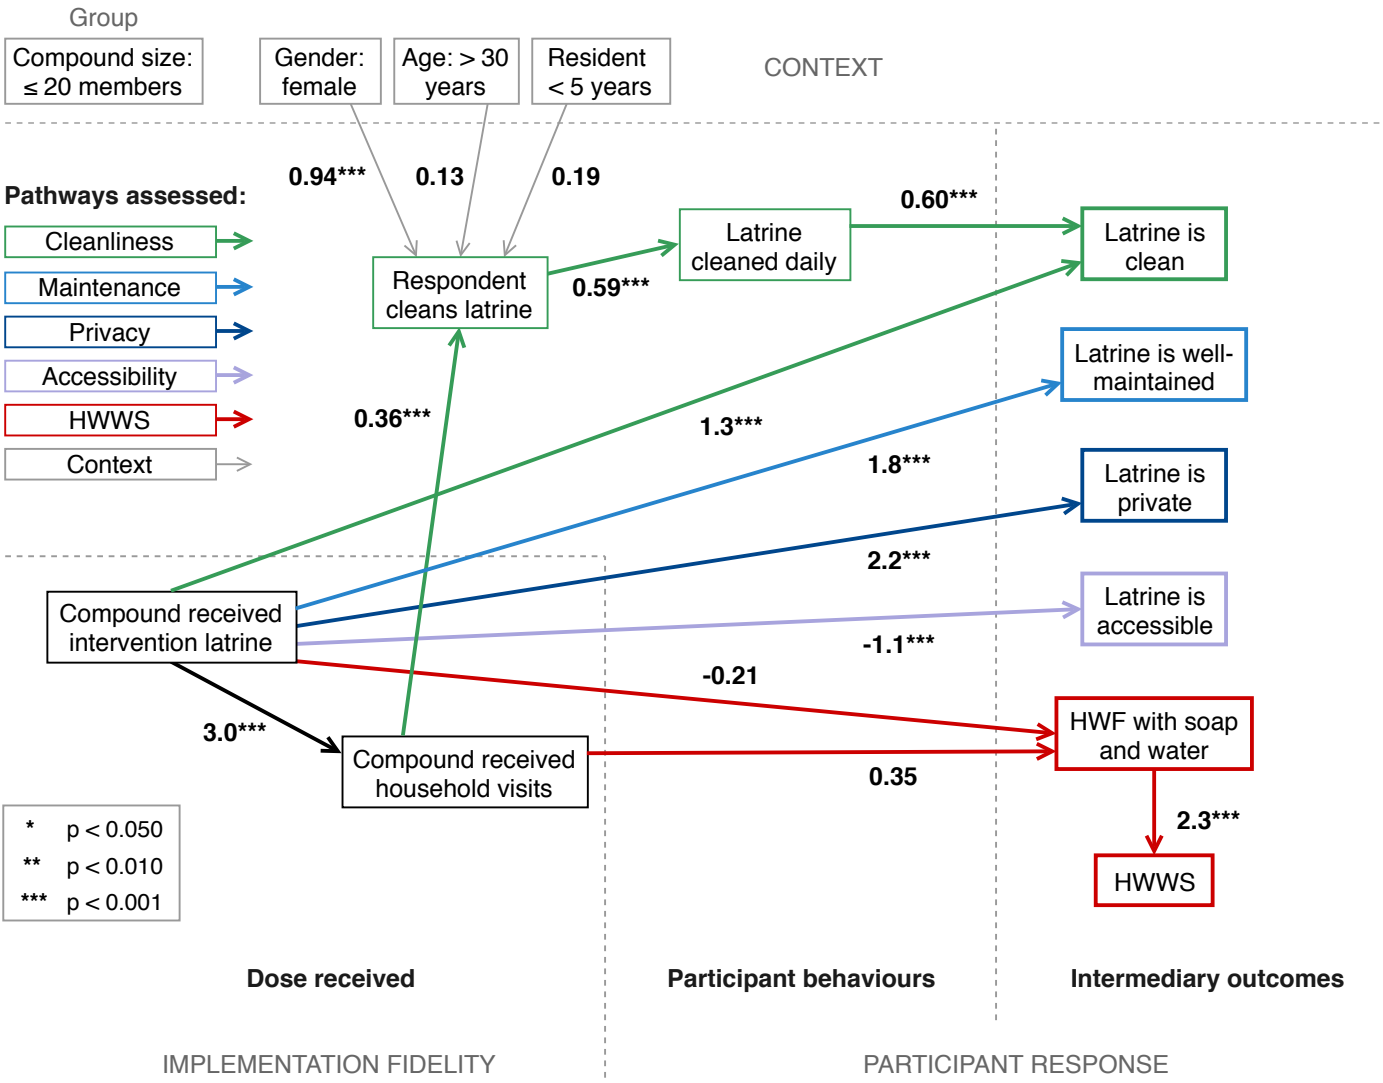 Group
Compound size:
≤ 20 members
Gender:
female
Age: > 30
years
Resident
< 5 years
CONTEXT
0.94***
0.13
0.19
Pathways assessed:
Cleanliness
Maintenance
Privacy
Accessibility
HWWS
Context
Respondent
cleans latrine
0.59***
Latrine
cleaned daily
0.60***
Latrine is
clean
0.36***
1.3***
Latrine is well-
maintained
1.8***
Latrine is
private
2.2***
Latrine is
accessible
-1.1***
Compound received
intervention latrine
-0.21
3.0***
Compound received
household visits
0.35
HWF with soap
and water
2.3***
HWWS
* p < 0.050
** p < 0.010
*** p < 0.001
Dose received
Participant behaviours
Intermediary outcomes
IMPLEMENTATION FIDELITY
PARTICIPANT RESPONSE